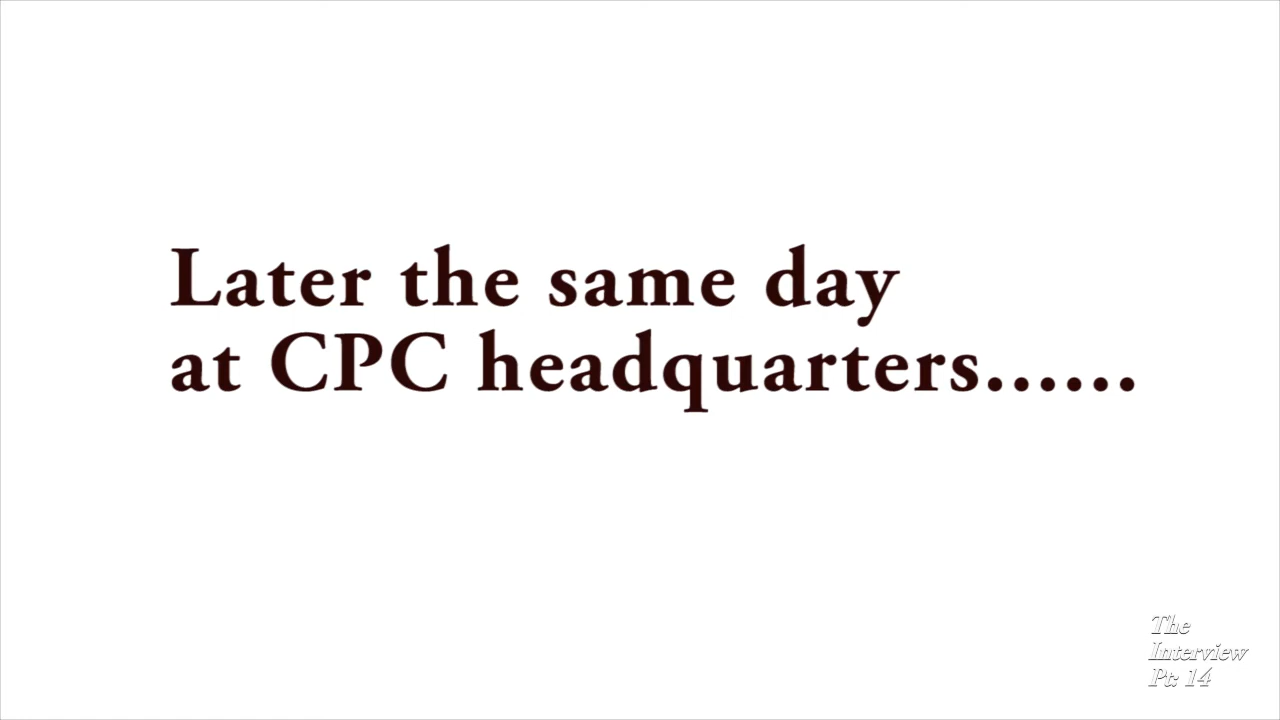 Later the same day
at CPC headquarters......
The
Interview
Pt: 14